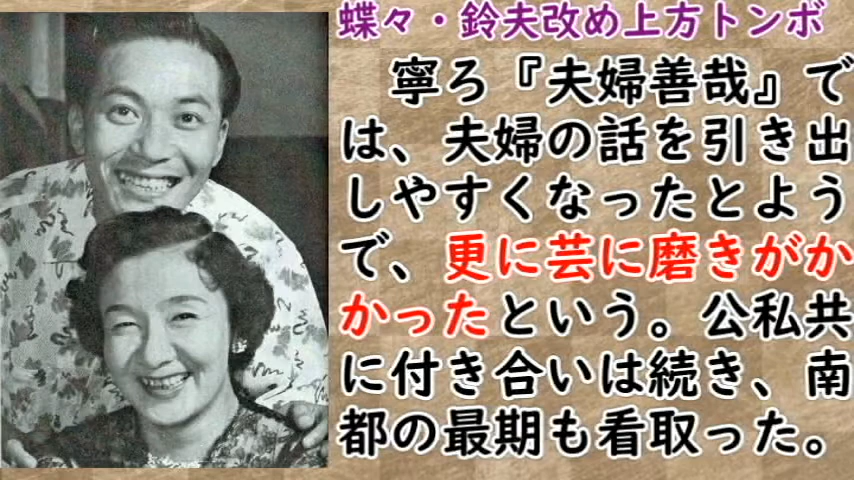 蝶々・鈴夫改め上方トンボ
寧ろ『夫婦善哉』で
は、夫婦の話を引き出
しやすくなったとよう
で、更に芸に磨きがか
かったという。公私共
に付き合いは続き、南
都の最期も看取った。